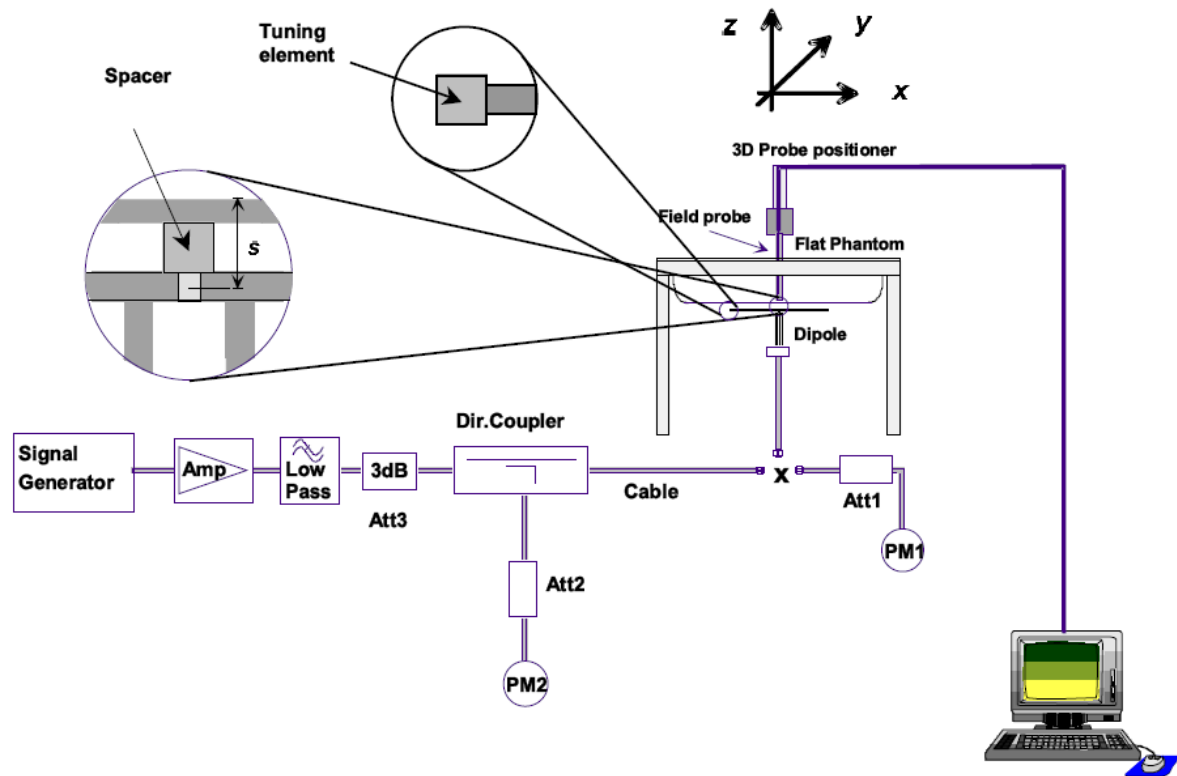 Tuning
element
Spacer
z
y
x
3D Probe positioner
Field probe
Flat Phantom
s
Dipole
Dir.Coupler
Signal
Generator
Amp
Low
Pass
3dB
Att3
Cable
x
Att1
PM1
Att2
PM2